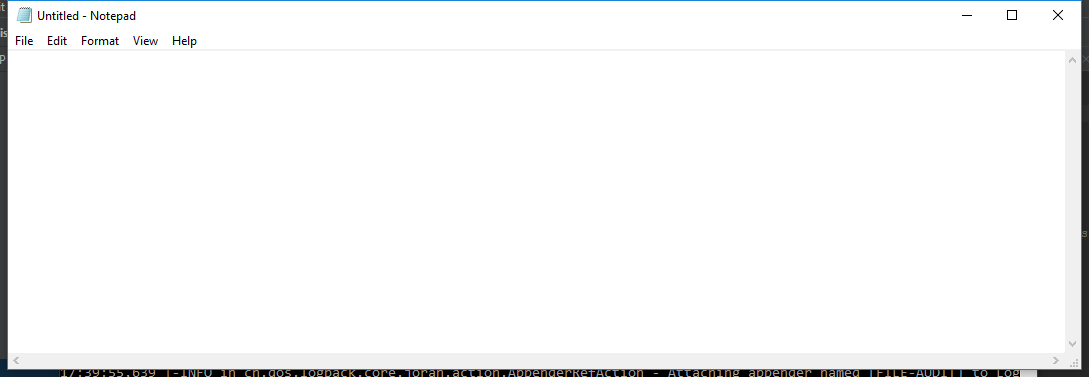 Untitled - Notepad
File Edit Format View Help
17:39:55.639 |-INFO in ch.qos.logback.core.joran.action.AppenderRefAction - Attaching appender named [FILE-AUDIT] to Log